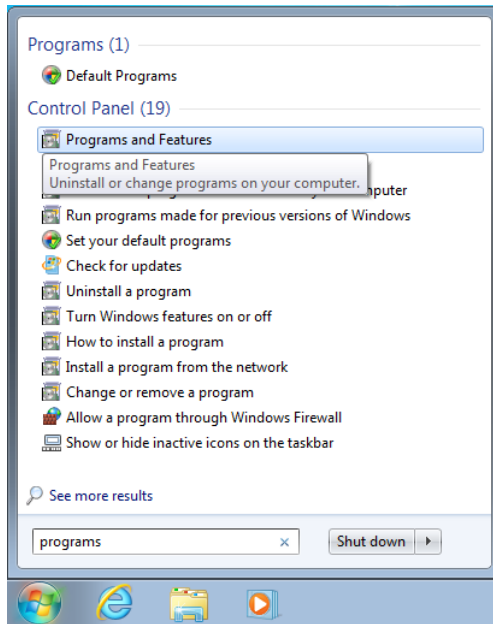 Programs (1)
Default Programs
Control Panel (19)
Programs and Features
Programs and Features
Uninstall or change programs on your computer.
mputer
Run programs made for previous versions of Windows
Set your default programs
Check for updates
Uninstall a program
Turn Windows features on or off
How to install a program
Install a program from the network
Change or remove a program
Allow a program through Windows Firewall
Show or hide inactive icons on the taskbar
See more results
programs
Shut down